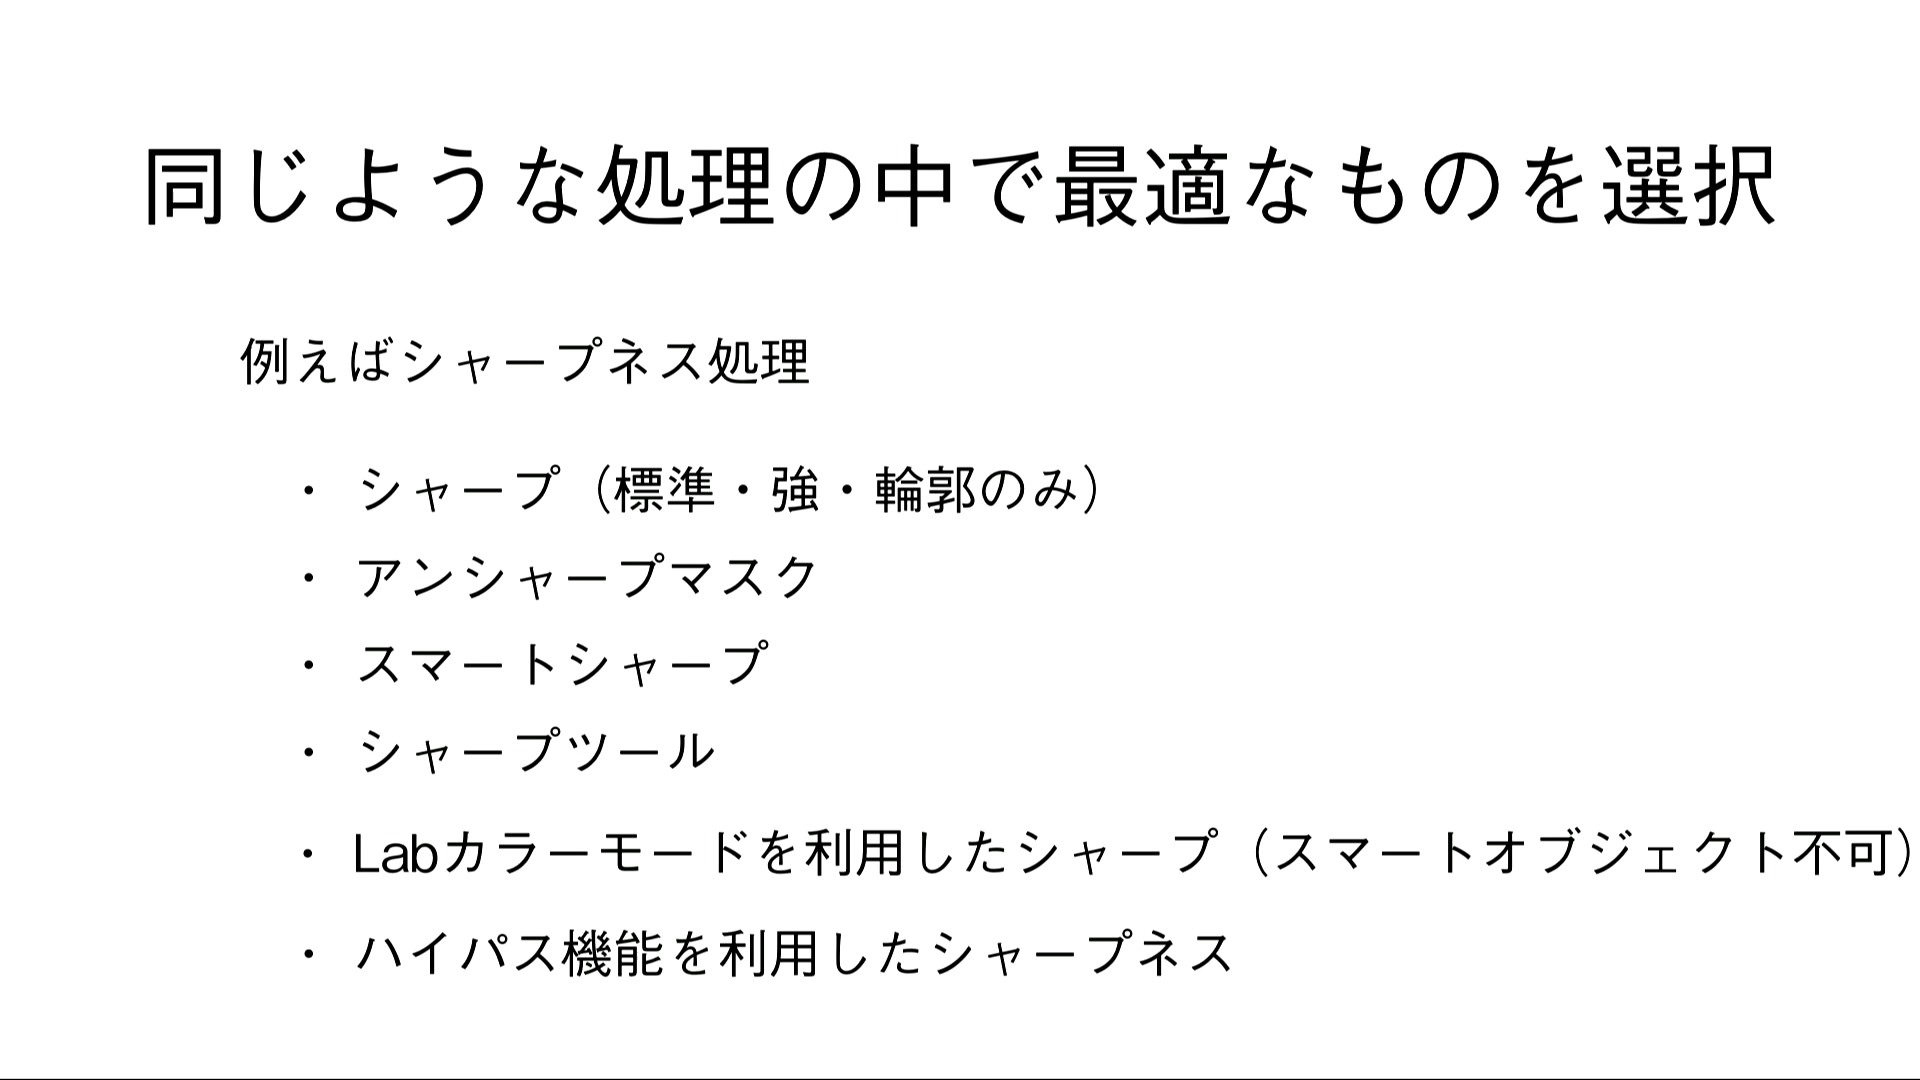 同じような処理の中で最適なものを選択
例えばシャープネス処理
・ シャープ（標準・強・輪郭のみ）
・ アンシャープマスク
・ スマートシャープ
・ シャープツール
・ Labカラーモードを利用したシャープ（スマートオブジェクト不可）
・ ハイパス機能を利用したシャープネス